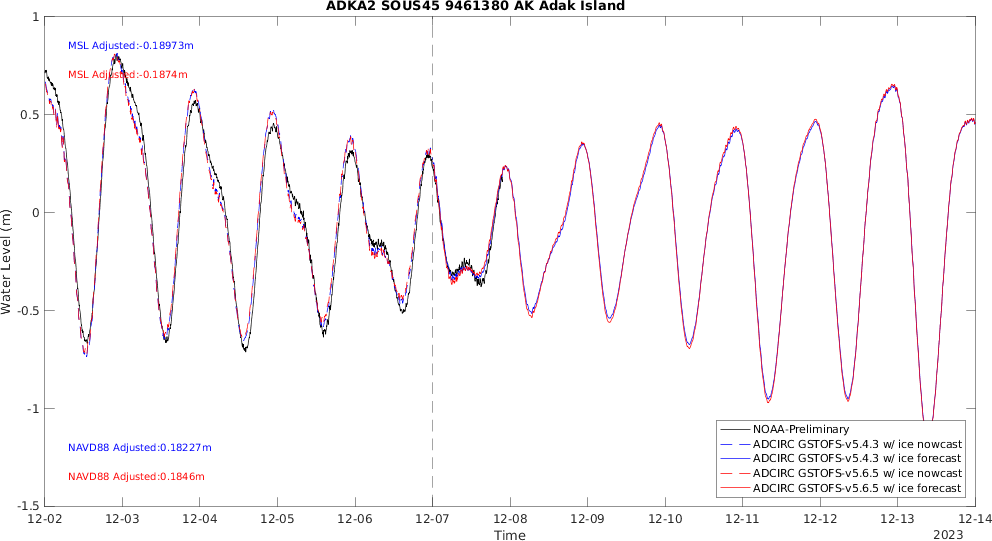 ADKA2 SOUS45 9461380 AK Adak Island
1
MSL Adjusted:-0.18973m
MSL Adjusted:-0.1874m
0.5
0
Water Level (m)
-0.5
-1
NAVD88 Adjusted:0.18227m
NAVD88 Adjusted:0.1846m
-1.5
NOAA-Preliminary
ADCIRC GSTOFS-v5.4.3 w/ ice nowcast
ADCIRC GSTOFS-v5.4.3 w/ ice forecast
ADCIRC GSTOFS-v5.6.5 w/ ice nowcast
ADCIRC GSTOFS-v5.6.5 w/ ice forecast
12-02 12-03 12-04 12-05 12-06 12-07 12-08 12-09 12-10 12-11 12-12 12-13 12-14
Time
2023